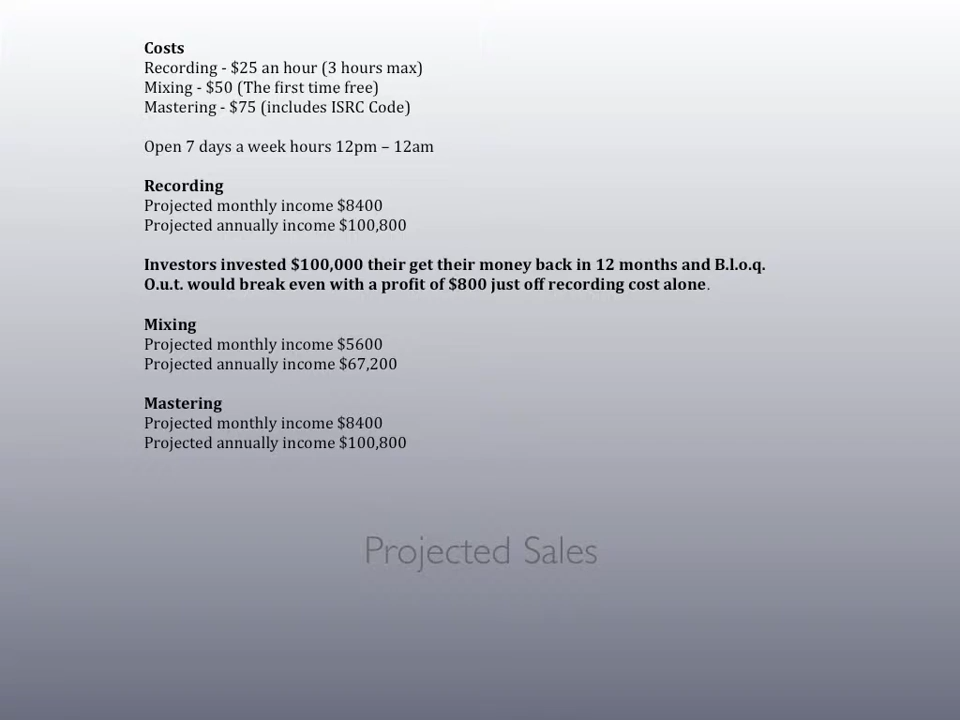 Costs
Recording - $25 an hour (3 hours max)
Mixing - $50 (The first time free)
Mastering - $75 (includes ISRC Code)
Open 7 days a week hours 12pm – 12am
Recording
Projected monthly income $8400
Projected annually income $100,800
Investors invested $100,000 their get their money back in 12 months and B.l.o.q.
O.u.t. would break even with a profit of $800 just off recording cost alone.
Mixing
Projected monthly income $5600
Projected annually income $67,200
Mastering
Projected monthly income $8400
Projected annually income $100,800
Projected Sales